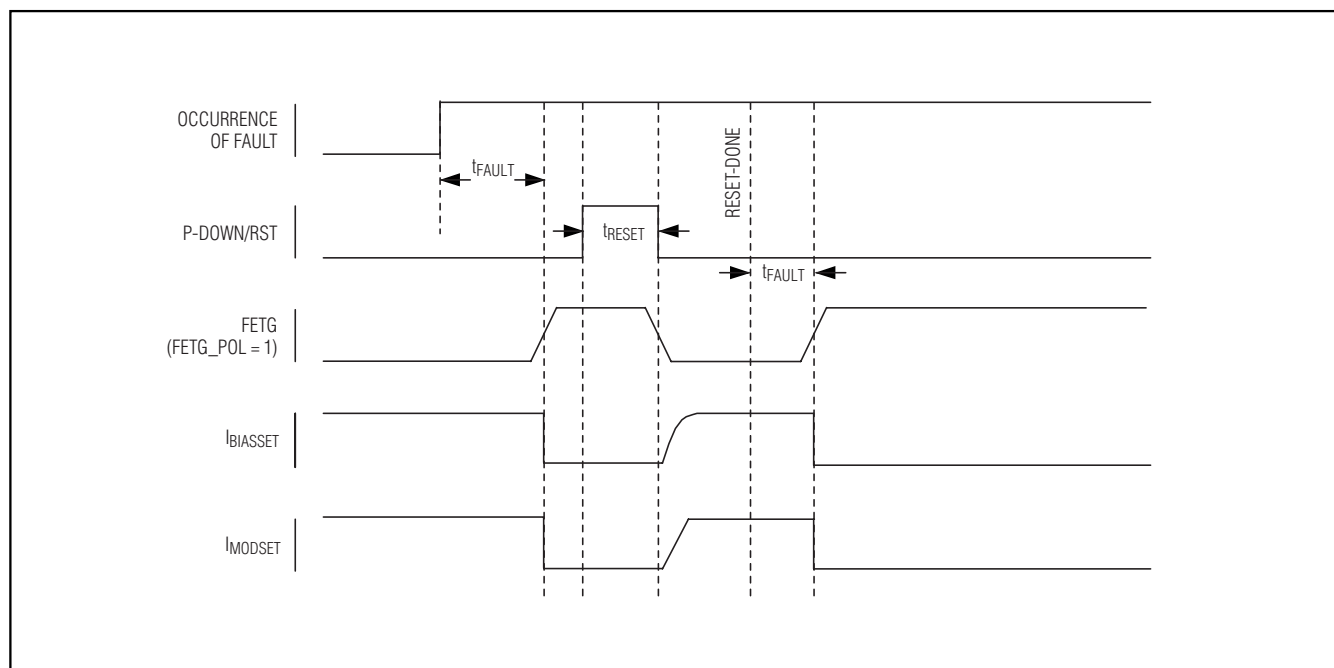 OCCURRENCE
OF FAULT
tFAULT
RESET-DONE
P-DOWN/RST
tRESET
tFAULT
FETG
(FETG_POL = 1)
IBIASSET
IMODSET